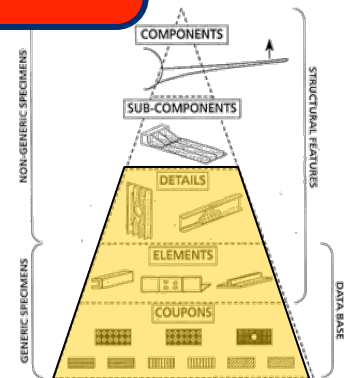 COMPONENTS
SUB-COMPONENTS
DETAILS
ELEMENTS
COUPONS
NON-GENERIC SPECIMENS
GENERIC SPECIMENS
STRUCTURAL FEATURES
DATA BASE